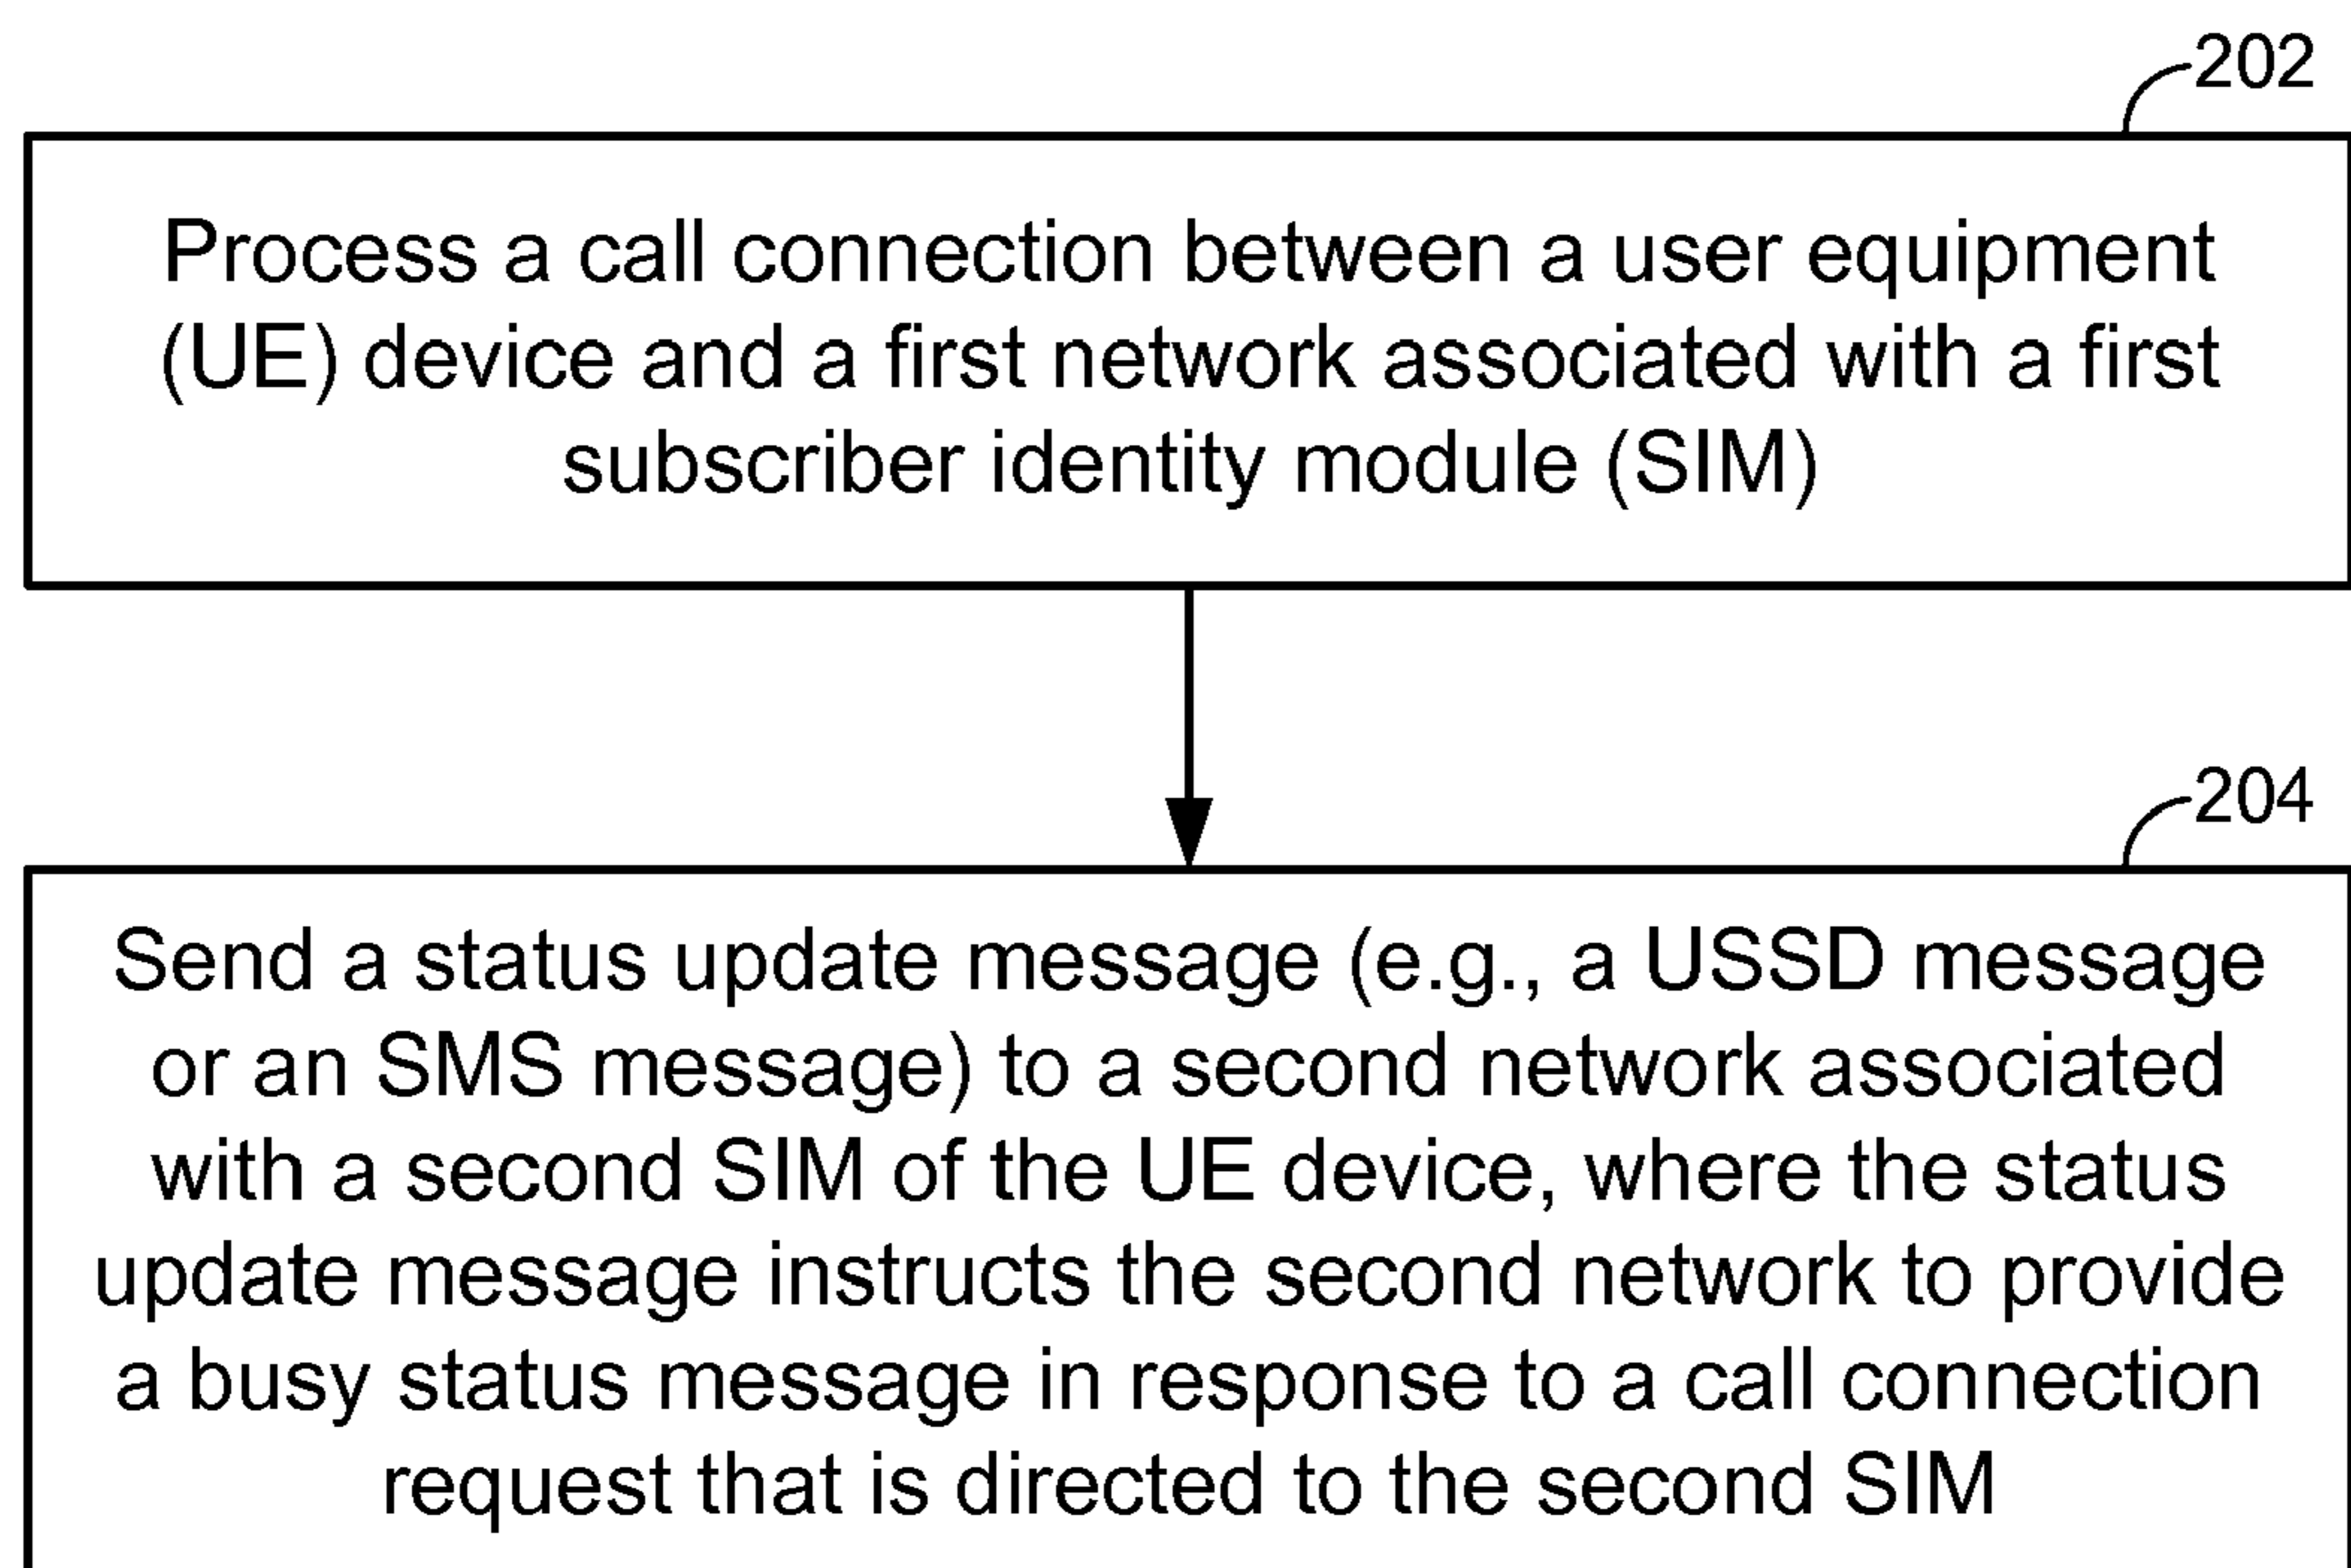 202
Process a call connection between a user equipment
(UE) device and a first network associated with a first
subscriber identity module (SIM)
204
Send a status update message (e.g., a USSD message
or an SMS message) to a second network associated
with a second SIM of the UE device, where the status
update message instructs the second network to provide
a busy status message in response to a call connection
request that is directed to the second SIM